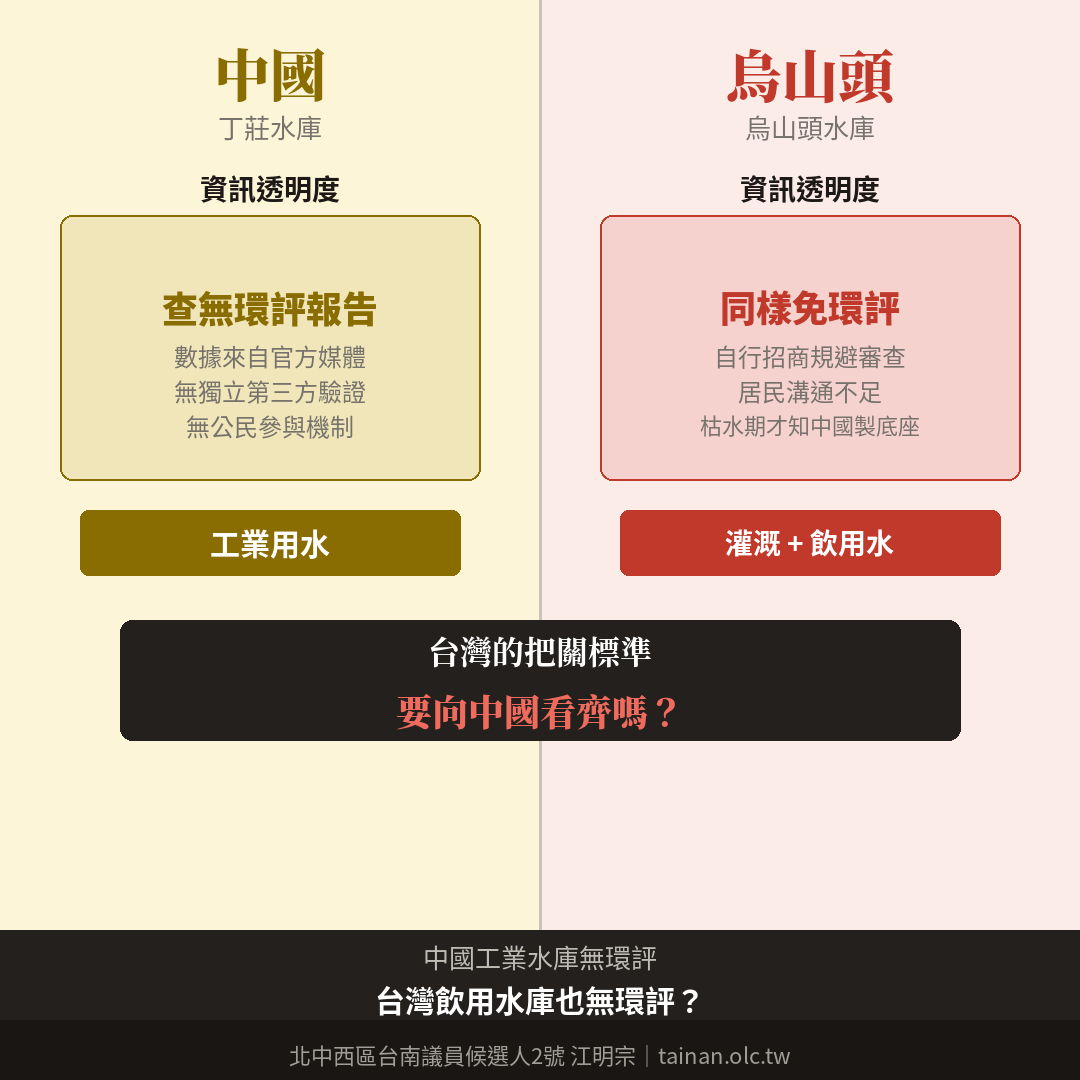 中國
丁莊水庫
資訊透明度
查無環評報告
數據來自官方媒體
無獨立第三方驗證
無公民參與機制
工業用水
烏山頭
烏山頭水庫
資訊透明度
同樣免環評
自行招商規避審查
居民溝通不足
枯水期才知中國製底座
灌溉 + 飲用水
台灣的把關標準
要向中國看齊嗎？
中國工業水庫無環評
台灣飲用水庫也無環評？
北中西區台南議員候選人2號 江明宗｜tainan.olc.tw